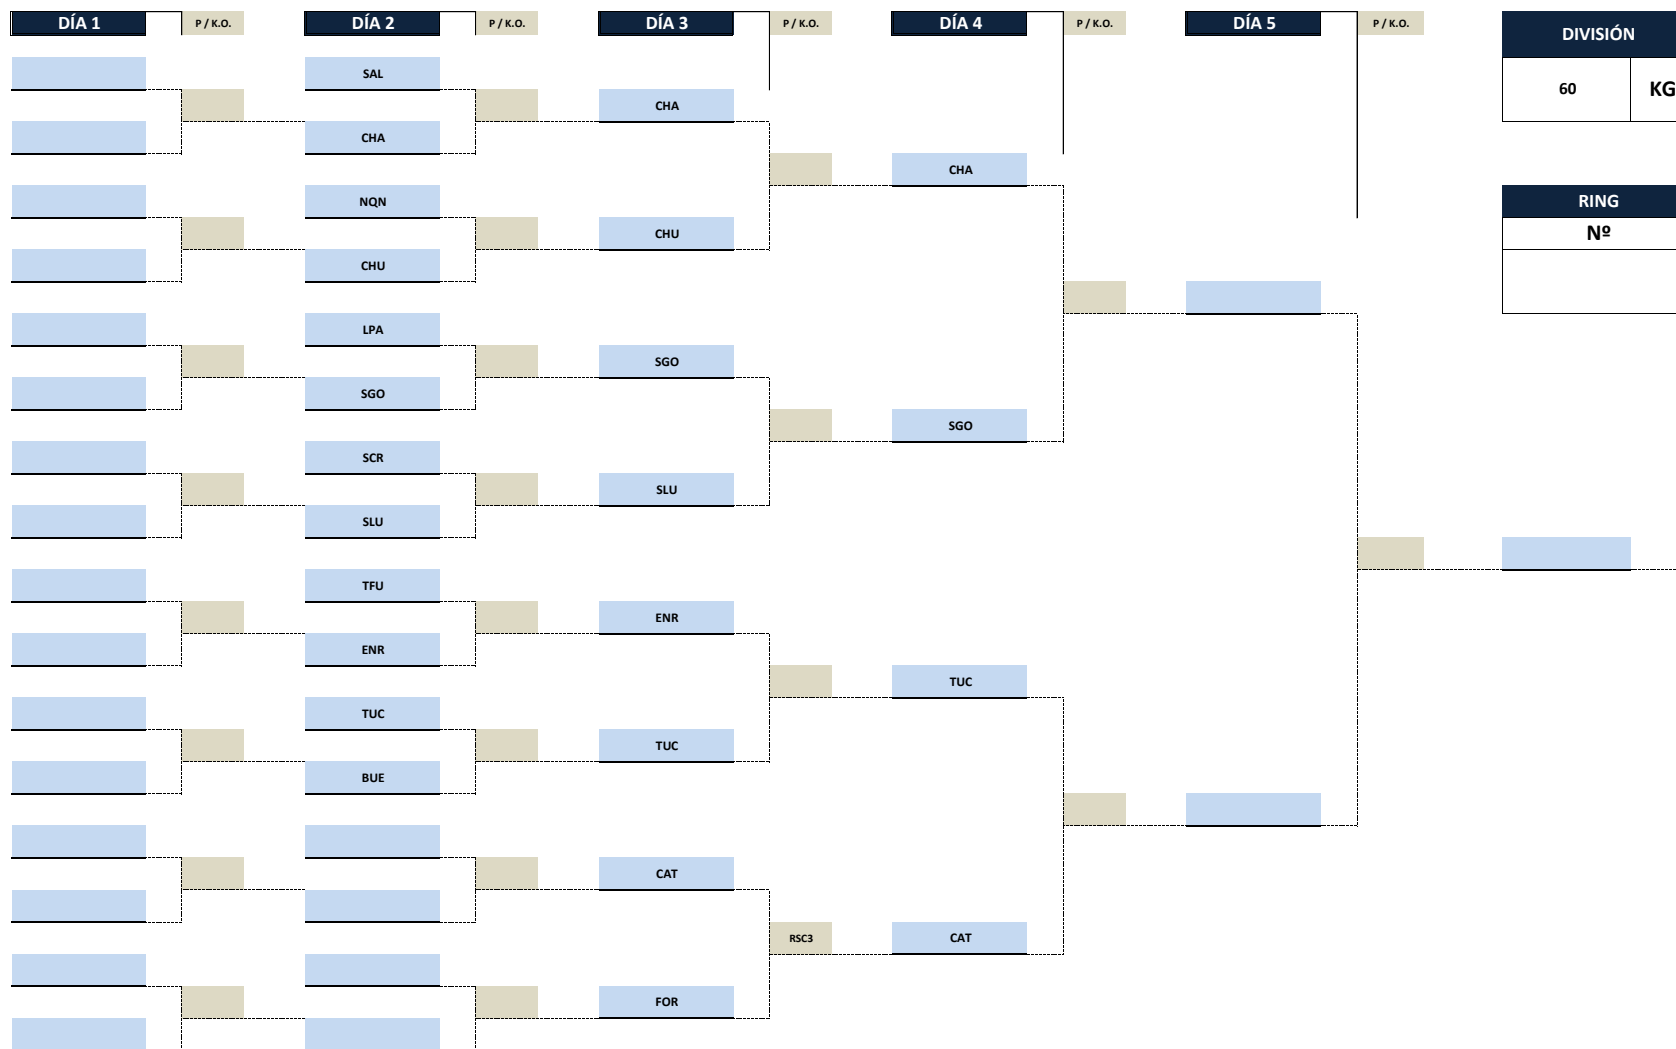 DÍA 1 P / K.O. DÍA 2 P / K.O. DÍA 3 P / K.O. DÍA 4 P / K.O. DÍA 5 P / K.O. DIVISIÓN
SAL
60 KG
CHA
CHA
CHA
NQN
RING
CHU
Nº
CHU
LPA
SGO
SGO
SGO
SCR
SLU
SLU
TFU
ENR
ENR
TUC
TUC
TUC
BUE
CAT
RSC3 CAT
FOR